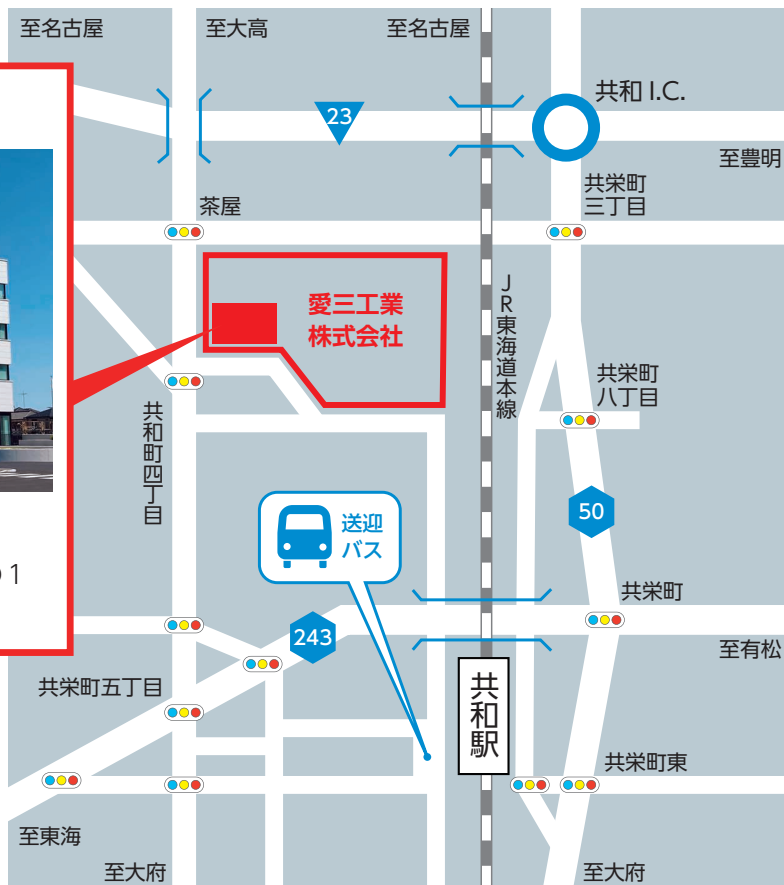 至名古屋
至大高
至名古屋
共和 I.C.
23
至豊明
共栄町
三丁目
茶屋
愛三工業
株式会社
JR東海道本線
共栄町
八丁目
共和町四丁目
50
送迎
バス
1
共栄町
243
至有松
共栄町五丁目
共和駅
共栄町東
至東海
至大府
至大府